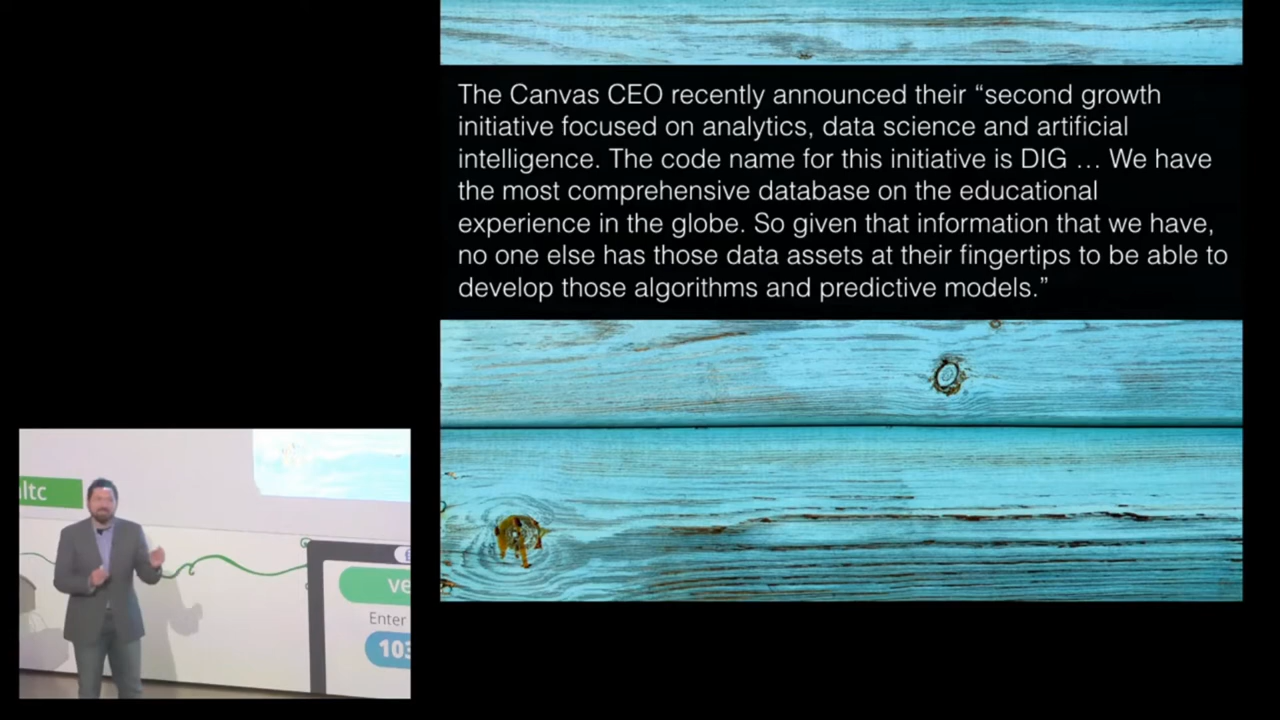 The Canvas CEO recently announced their “second growth
initiative focused on analytics, data science and artificial
intelligence. The code name for this initiative is DIG … We have
the most comprehensive database on the educational
experience in the globe. So given that information that we have,
no one else has those data assets at their fingertips to be able to
develop those algorithms and predictive models.”
ltc
ve
Enter
103